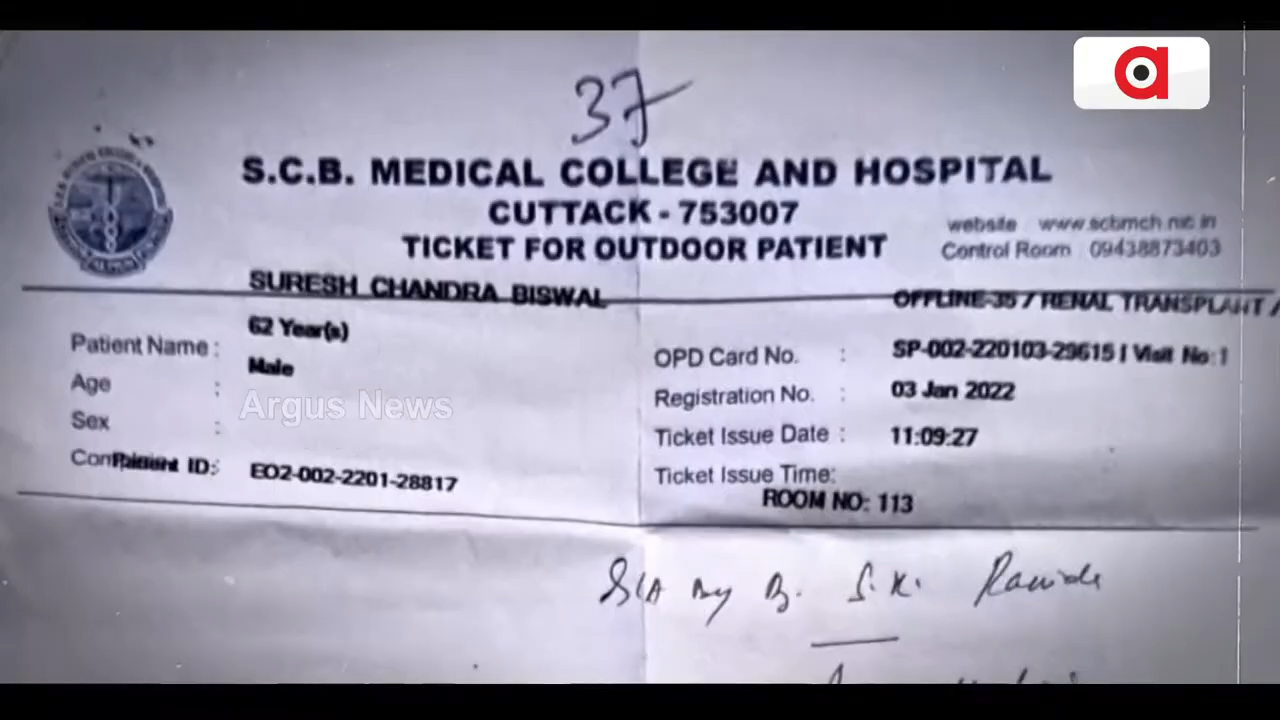 37
S.C.B. MEDICAL COLLEGE AND HOSPITAL
CUTTACK - 753007
TICKET FOR OUTDOOR PATIENT
website www.scbmch.nic.in
Control Room 09438873403
SURESH CHANDRA BISWAL
62 Year(s)
Male
Patient Name :
Age :
Sex :
Patient ID: EO2-002-2201-28817
OFFLINE-35 / RENAL TRANSPLANT /
OPD Card No. : SP-002-220103-29615 | Visit No:1
Registration No. : 03 Jan 2022
Ticket Issue Date : 11:09:27
Ticket Issue Time:
ROOM NO: 113
Argus News
a
by S.K.